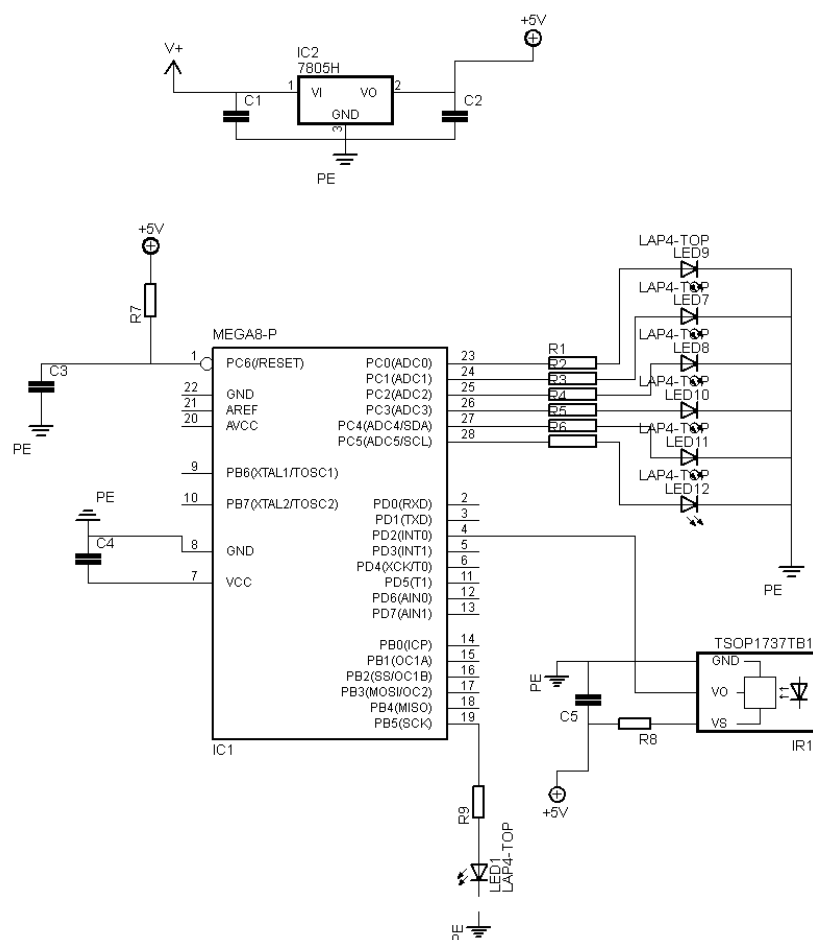 +5V
V+
IC2
7805H
1
VI
VO
2
GND
3
C1
C2
PE
+5V
R7
C3
PE
PE
C4
MEGA8-P
1
PC6(/RESET)
22
GND
21
AREF
20
AVCC
9
PB6(XTAL1/TOSC1)
10
PB7(XTAL2/TOSC2)
8
GND
7
VCC
PC0(ADC0)
23
PC1(ADC1)
24
PC2(ADC2)
25
PC3(ADC3)
26
PC4(ADC4/SDA)
27
PC5(ADC5/SCL)
28
PD0(RXD)
2
PD1(TXD)
3
PD2(INT0)
4
PD3(INT1)
5
PD4(XCK/T0)
6
PD5(T1)
11
PD6(AIN0)
12
PD7(AIN1)
13
PB0(ICP)
14
PB1(OC1A)
15
PB2(SS/OC1B)
16
PB3(MOSI/OC2)
17
PB4(MISO)
18
PB5(SCK)
19
IC1
R1
R2
R3
R4
R5
R6
LAP4-TOP
LED9
LAP4-TOP
LED7
LAP4-TOP
LED8
LAP4-TOP
LED10
LAP4-TOP
LED11
LAP4-TOP
LED12
PE
TSOP1737TB1
GND
VO
VS
IR1
PE
C5
R8
+5V
R9
LED1
LAP4-TOP
PE